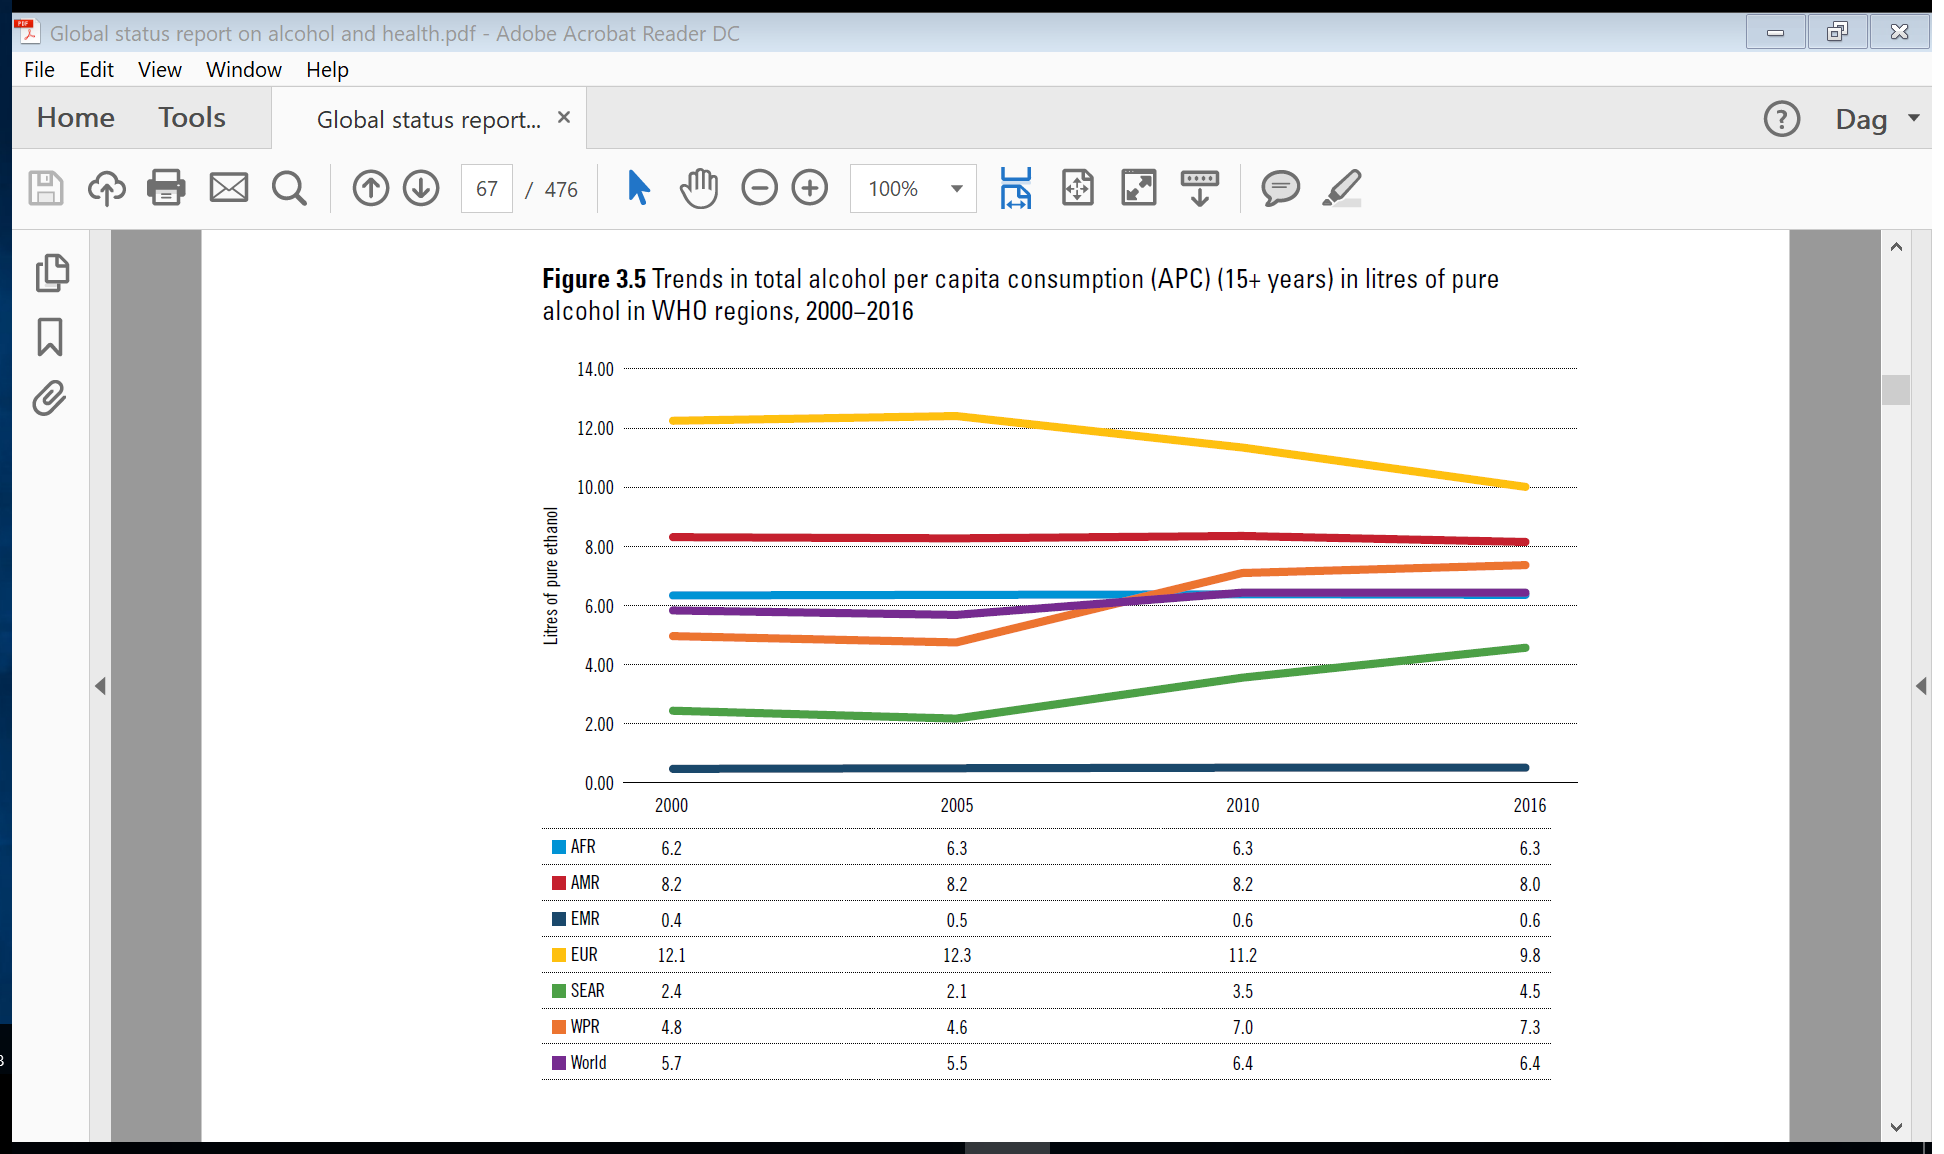 PDF
Global status report on alcohol and health.pdf - Adobe Acrobat Reader DC
File Edit View Window Help
Home Tools Global status report... × ? Dag
67 / 476 100%
Figure 3.5 Trends in total alcohol per capita consumption (APC) (15+ years) in litres of pure
alcohol in WHO regions, 2000–2016
14.00
12.00
10.00
8.00
6.00
4.00
2.00
0.00
Litres of pure ethanol
2000 2005 2010 2016
AFR 6.2 6.3 6.3 6.3
AMR 8.2 8.2 8.2 8.0
EMR 0.4 0.5 0.6 0.6
EUR 12.1 12.3 11.2 9.8
SEAR 2.4 2.1 3.5 4.5
WPR 4.8 4.6 7.0 7.3
World 5.7 5.5 6.4 6.4